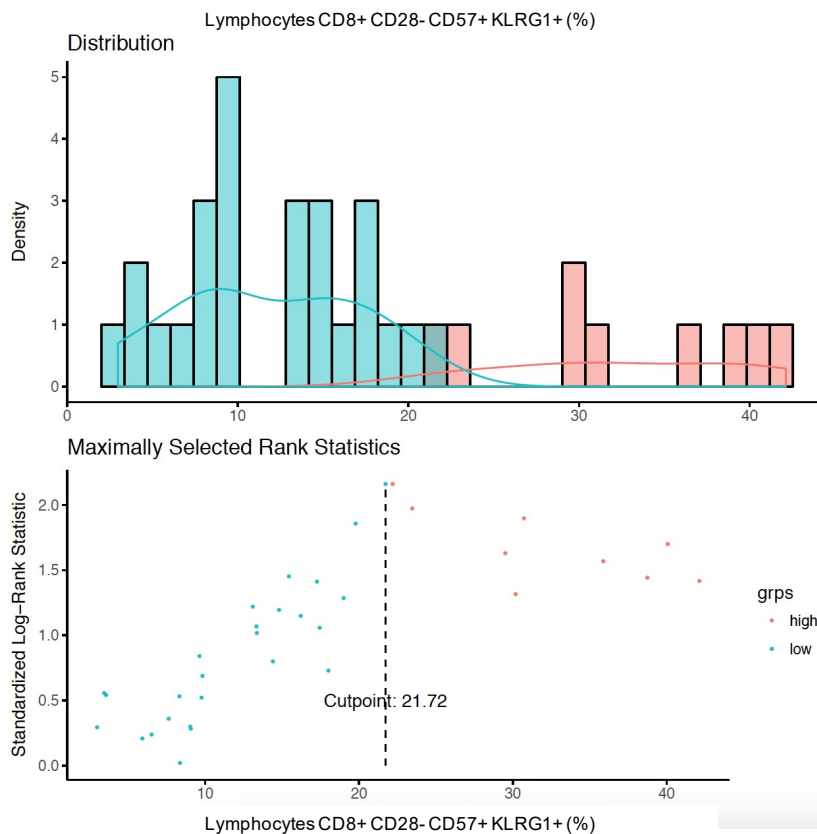 Lymphocytes CD8+ CD28- CD57+ KLRG1+ (%)
Distribution
5
4
3
2
1
0
Density
0 10 20 30 40
Maximally Selected Rank Statistics
2.0
1.5
1.0
0.5
0.0
Standardized Log-Rank Statistic
Cutpoint: 21.72
grps
high
low
10 20 30 40
Lymphocytes CD8+ CD28- CD57+ KLRG1+ (%)